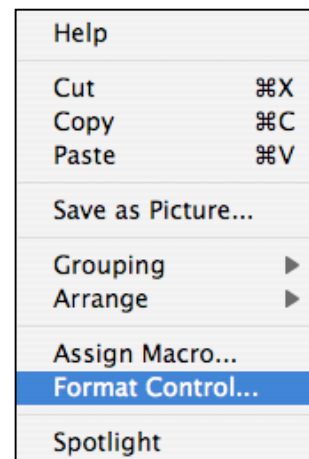 Help
Cut ⌘X
Copy ⌘C
Paste ⌘V
Save as Picture...
Grouping
Arrange
Assign Macro...
Format Control...
Spotlight